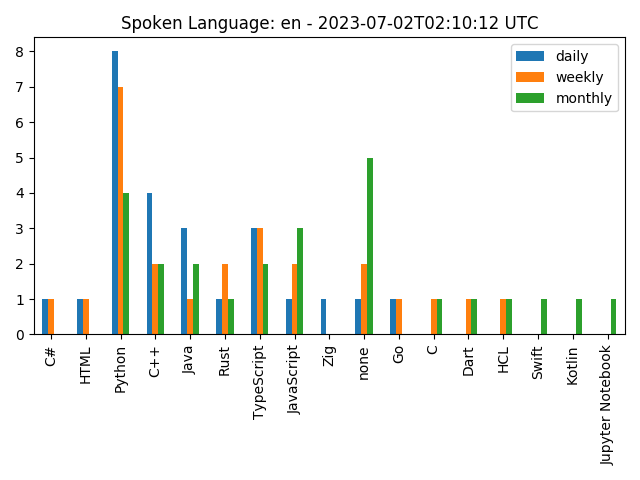 Spoken Language: en - 2023-07-02T02:10:12 UTC
daily
weekly
monthly
8
7
6
5
4
3
2
1
0
C#
HTML
Python
C++
Java
Rust
TypeScript
JavaScript
Zig
none
Go
C
Dart
HCL
Swift
Kotlin
Jupyter Notebook